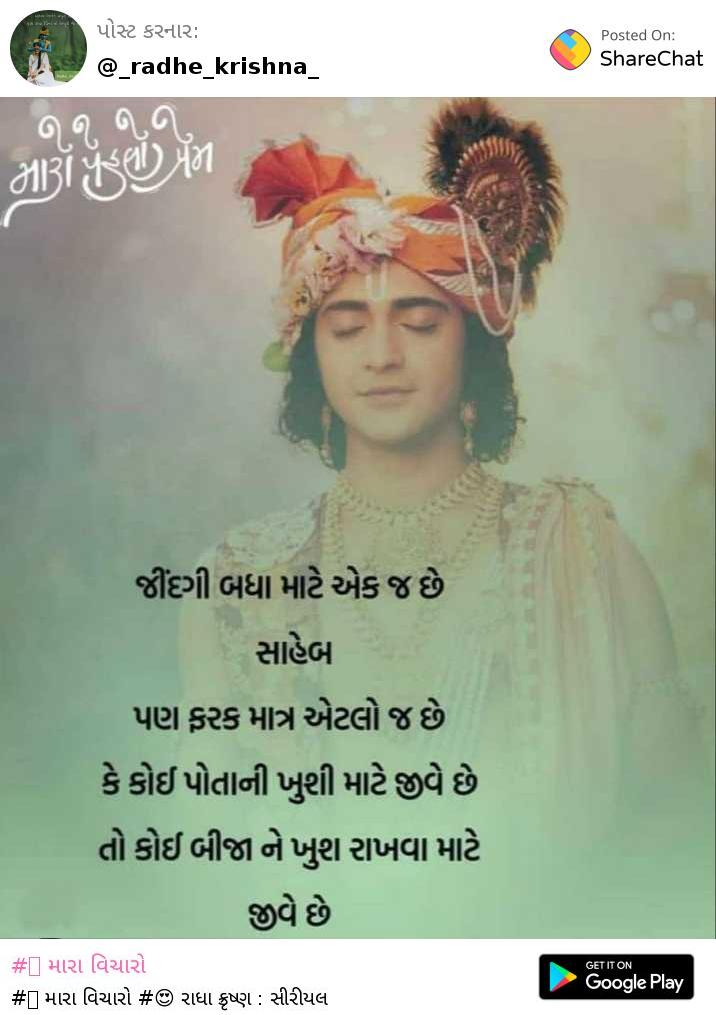 પોસ્ટ કરનાર:
@_radhe_krishna_
Posted On:
ShareChat
મારો પહેલો પ્રેમ
જીંદગી બધા માટે એક જ છે
સાહેબ
પણ ફરક માત્ર એટલો જ છે
કે કોઈ પોતાની ખુશી માટે જીવે છે
તો કોઈ બીજા ને ખુશ રાખવા માટે
જીવે છે
# મારા વિચારો
# મારા વિચારો #😍 રાધા કૃષ્ણ : સીરીયલ
GET IT ON
Google Play